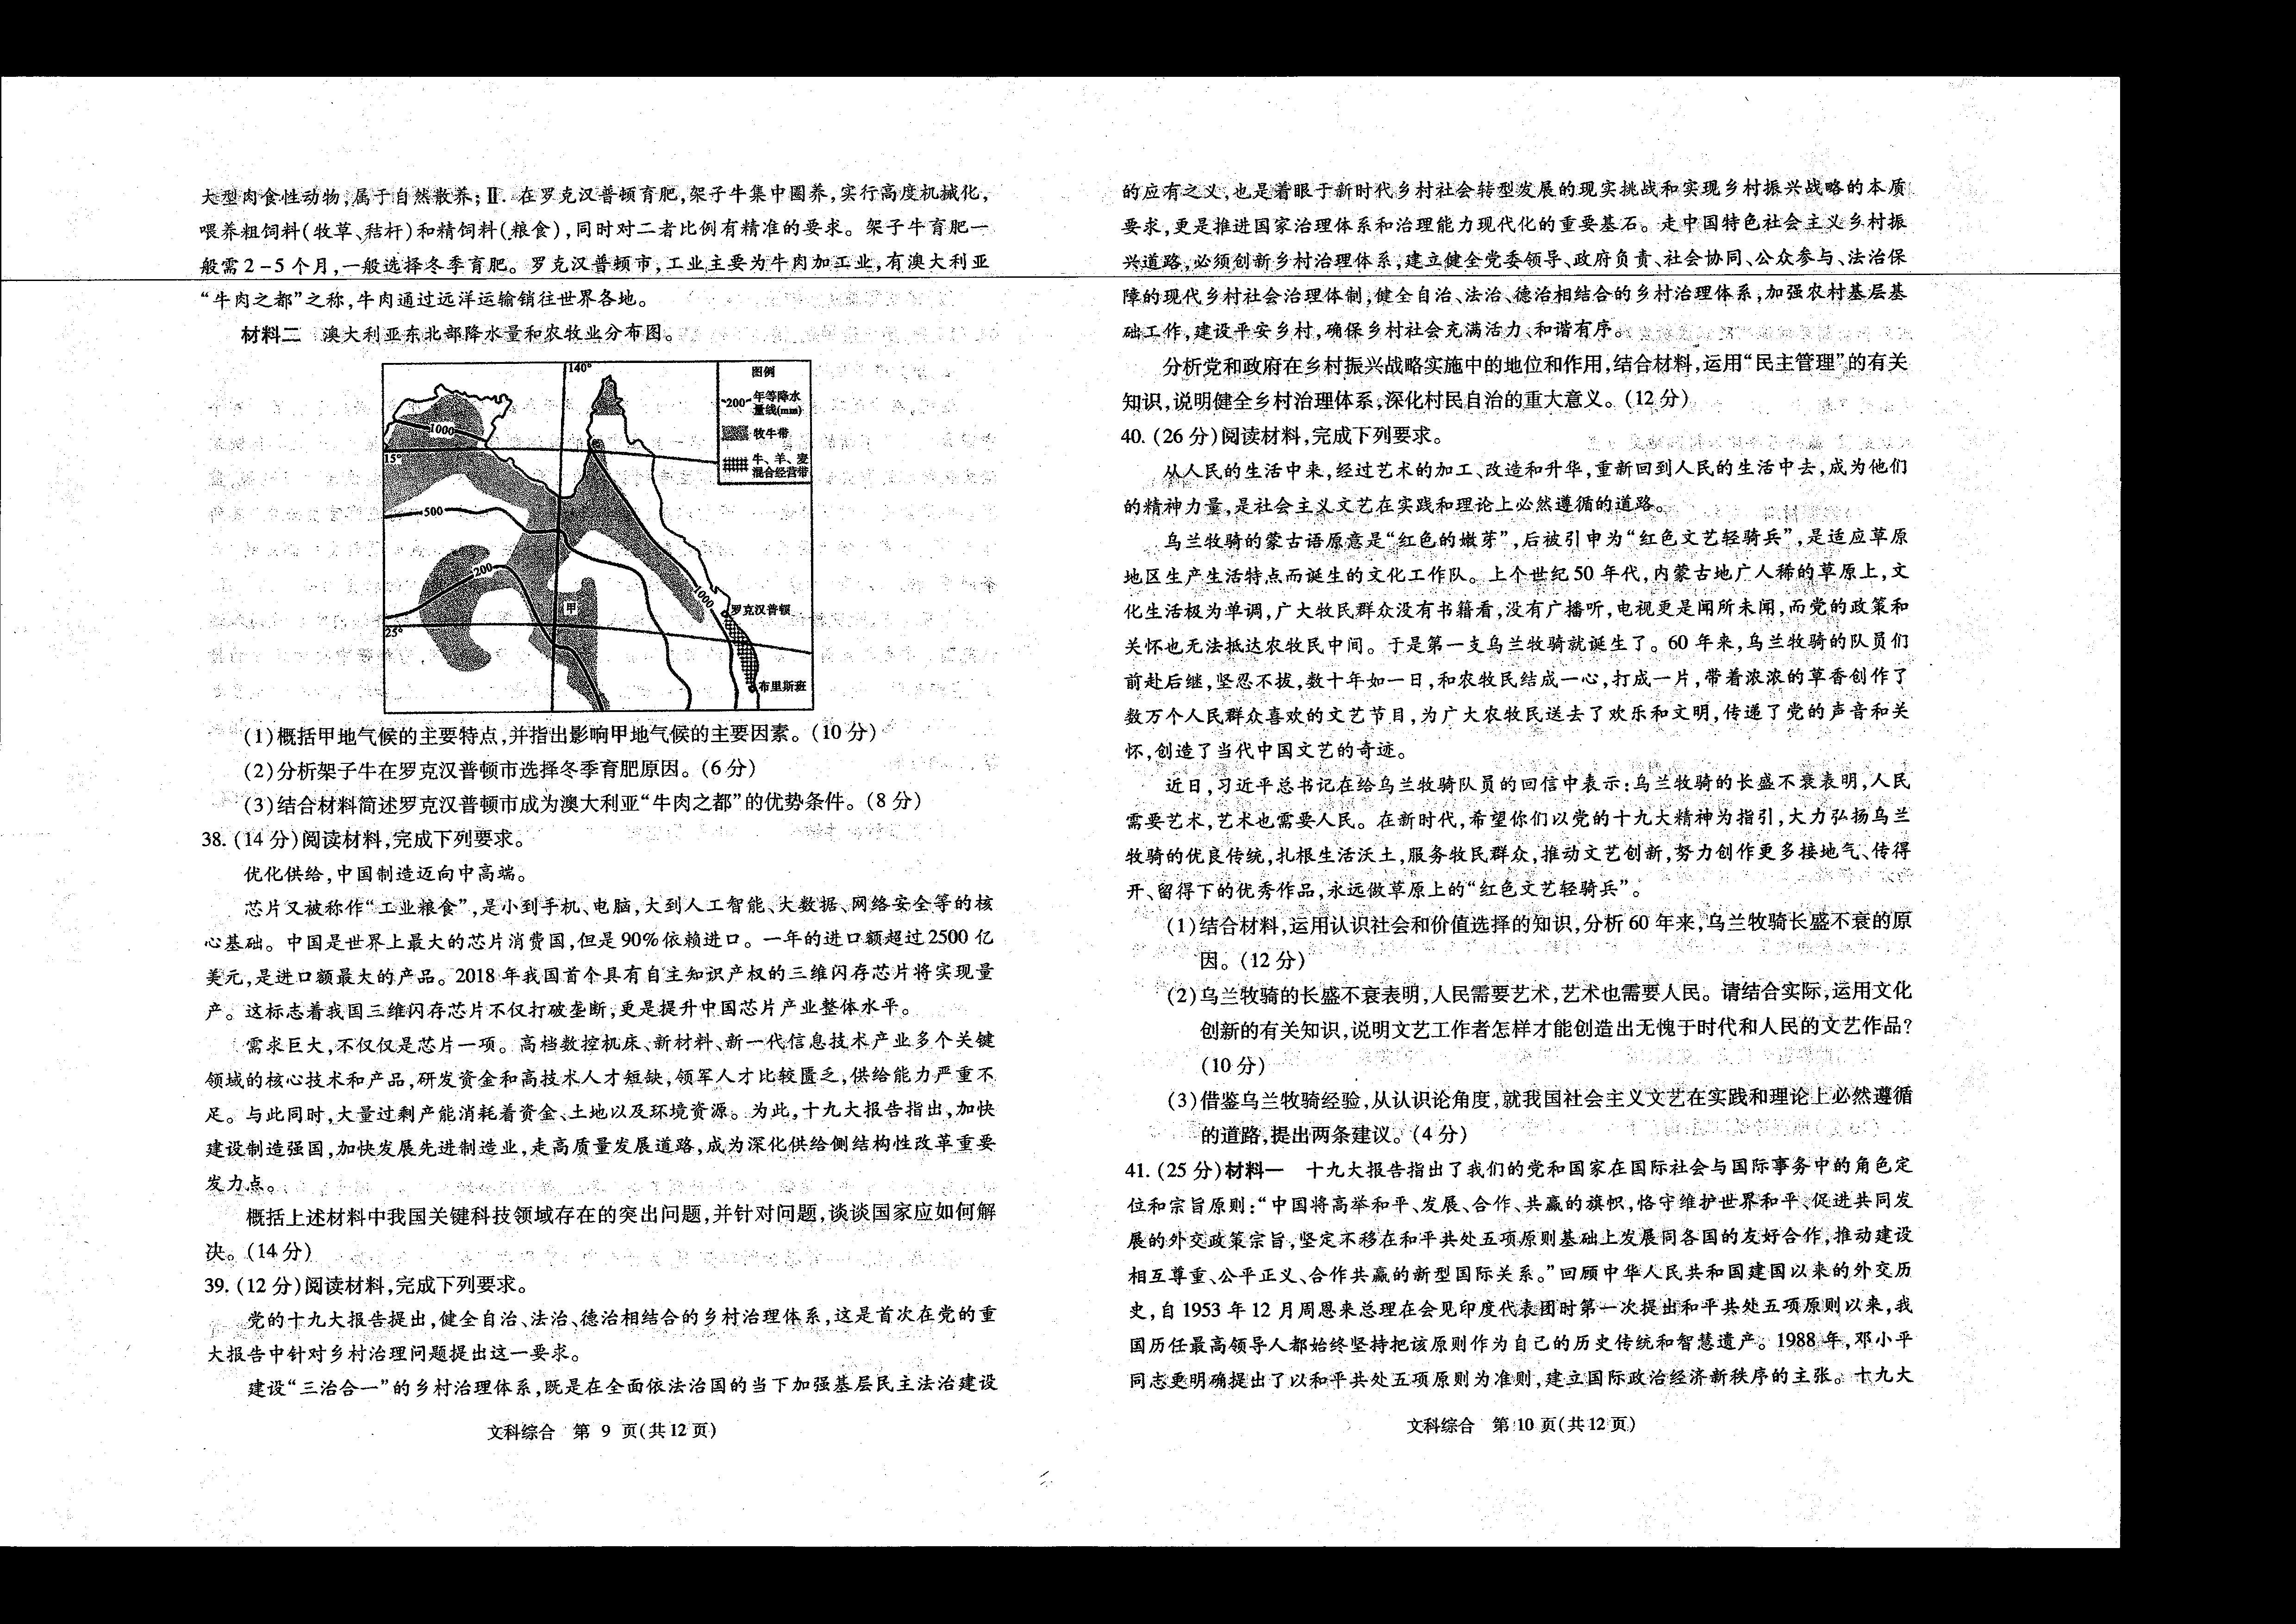 大型肉食性动物,属于自然散养;Ⅱ.在罗克汉普顿育肥,架子牛集中圈养,实行高度机械化,
喂养粗饲料(牧草、秸杆)和精饲料(粮食),同时对二者比例有精准的要求。架子牛育肥一
般需2-5个月,一般选择冬季育肥。罗克汉普顿市,工业主要为牛肉加工业,有澳大利亚
“牛肉之都”之称,牛肉通过远洋运输销往世界各地。
材料二 澳大利亚东北部降水量和农牧业分布图。
140°
图例
200 年等降水
量线(mm)
牧牛带
牛、羊、麦
混合经营带
1000
15°
500
200
甲
1000
罗克汉普顿
25°
布里斯班
(1)概括甲地气候的主要特点,并指出影响甲地气候的主要因素。(10分)
(2)分析架子牛在罗克汉普顿市选择冬季育肥原因。(6分)
(3)结合材料简述罗克汉普顿市成为澳大利亚“牛肉之都”的优势条件。(8分)
38.(14分)阅读材料,完成下列要求。
优化供给,中国制造迈向中高端。
芯片又被称作“工业粮食”,是小到手机、电脑,大到人工智能、大数据、网络安全等的核
心基础。中国是世界上最大的芯片消费国,但是90%依赖进口。一年的进口额超过2500亿
美元,是进口额最大的产品。2018年我国首个具有自主知识产权的三维闪存芯片将实现量
产。这标志着我国三维闪存芯片不仅打破垄断,更是提升中国芯片产业整体水平。
需求巨大,不仅仅是芯片一项。高档数控机床、新材料、新一代信息技术产业多个关键
领域的核心技术和产品,研发资金和高技术人才短缺,领军人才比较匮乏,供给能力严重不
足。与此同时,大量过剩产能消耗着资金、土地以及环境资源。为此,十九大报告指出,加快
建设制造强国,加快发展先进制造业,走高质量发展道路,成为深化供给侧结构性改革重要
发力点。
概括上述材料中我国关键科技领域存在的突出问题,并针对问题,谈谈国家应如何解
决。(14分)
39.(12分)阅读材料,完成下列要求。
党的十九大报告提出,健全自治、法治、德治相结合的乡村治理体系,这是首次在党的重
大报告中针对乡村治理问题提出这一要求。
建设“三治合一”的乡村治理体系,既是在全面依法治国的当下加强基层民主法治建设
文科综合 第 9 页(共12页)
的应有之义,也是着眼于新时代乡村社会转型发展的现实挑战和实现乡村振兴战略的本质
要求,更是推进国家治理体系和治理能力现代化的重要基石。走中国特色社会主义乡村振
兴道路,必须创新乡村治理体系,建立健全党委领导、政府负责、社会协同、公众参与、法治保
障的现代乡村社会治理体制,健全自治、法治、德治相结合的乡村治理体系,加强农村基层基
础工作,建设平安乡村,确保乡村社会充满活力、和谐有序。
分析党和政府在乡村振兴战略实施中的地位和作用,结合材料,运用“民主管理”的有关
知识,说明健全乡村治理体系,深化村民自治的重大意义。(12分)
40.(26分)阅读材料,完成下列要求。
从人民的生活中来,经过艺术的加工、改造和升华,重新回到人民的生活中去,成为他们
的精神力量,是社会主义文艺在实践和理论上必然遵循的道路。
乌兰牧骑的蒙古语原意是“红色的嫩芽”,后被引申为“红色文艺轻骑兵”,是适应草原
地区生产生活特点而诞生的文化工作队。上个世纪50年代,内蒙古地广人稀的草原上,文
化生活极为单调,广大牧民群众没有书籍看,没有广播听,电视更是闻所未闻,而党的政策和
关怀也无法抵达农牧民中间。于是第一支乌兰牧骑就诞生了。60年来,乌兰牧骑的队员们
前赴后继,坚忍不拔,数十年如一日,和农牧民结成一心,打成一片,带着浓浓的草香创作了
数万个人民群众喜欢的文艺节目,为广大农牧民送去了欢乐和文明,传递了党的声音和关
怀,创造了当代中国文艺的奇迹。
近日,习近平总书记在给乌兰牧骑队员的回信中表示:乌兰牧骑的长盛不衰表明,人民
需要艺术,艺术也需要人民。在新时代,希望你们以党的十九大精神为指引,大力弘扬乌兰
牧骑的优良传统,扎根生活沃土,服务牧民群众,推动文艺创新,努力创作更多接地气、传得
开、留得下的优秀作品,永远做草原上的“红色文艺轻骑兵”。
(1)结合材料,运用认识社会和价值选择的知识,分析60年来,乌兰牧骑长盛不衰的原
因。(12分)
(2)乌兰牧骑的长盛不衰表明,人民需要艺术,艺术也需要人民。请结合实际,运用文化
创新的有关知识,说明文艺工作者怎样才能创造出无愧于时代和人民的文艺作品?
(10分)
(3)借鉴乌兰牧骑经验,从认识论角度,就我国社会主义文艺在实践和理论上必然遵循
的道路,提出两条建议。(4分)
41.(25分)材料一 十九大报告指出了我们的党和国家在国际社会与国际事务中的角色定
位和宗旨原则:“中国将高举和平、发展、合作、共赢的旗帜,恪守维护世界和平、促进共同发
展的外交政策宗旨,坚定不移在和平共处五项原则基础上发展同各国的友好合作,推动建设
相互尊重、公平正义、合作共赢的新型国际关系。”回顾中华人民共和国建国以来的外交历
史,自1953年12月周恩来总理在会见印度代表团时第一次提出和平共处五项原则以来,我
国历任最高领导人都始终坚持把该原则作为自己的历史传统和智慧遗产。1988年,邓小平
同志更明确提出了以和平共处五项原则为准则,建立国际政治经济新秩序的主张。十九大
文科综合 第10页(共12页)